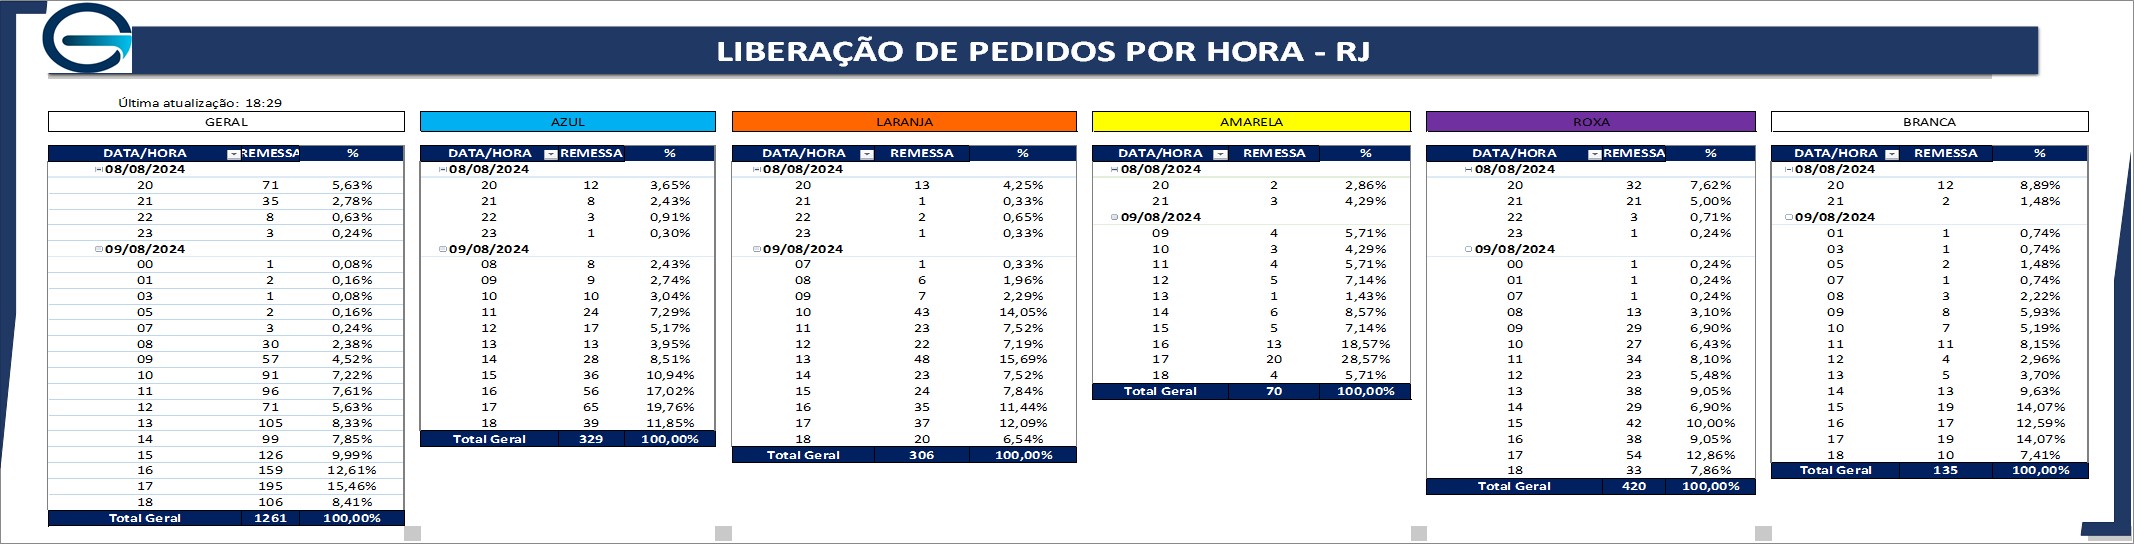 LIBERAÇÃO DE PEDIDOS POR HORA - RJ
Última atualização: 18:29
GERAL
DATA/HORA REMESSA %
08/08/2024
20 71 5,63%
21 35 2,78%
22 8 0,63%
23 3 0,24%
09/08/2024
00 1 0,08%
01 2 0,16%
03 1 0,08%
05 2 0,16%
07 3 0,24%
08 30 2,38%
09 57 4,52%
10 91 7,22%
11 96 7,61%
12 71 5,63%
13 105 8,33%
14 99 7,85%
15 126 9,99%
16 159 12,61%
17 195 15,46%
18 106 8,41%
Total Geral 1261 100,00%
AZUL
DATA/HORA REMESSA %
08/08/2024
20 12 3,65%
21 8 2,43%
22 3 0,91%
23 1 0,30%
09/08/2024
08 8 2,43%
09 9 2,74%
10 10 3,04%
11 24 7,29%
12 17 5,17%
13 13 3,95%
14 28 8,51%
15 36 10,94%
16 56 17,02%
17 65 19,76%
18 39 11,85%
Total Geral 329 100,00%
LARANJA
DATA/HORA REMESSA %
08/08/2024
20 13 4,25%
21 1 0,33%
22 2 0,65%
23 1 0,33%
09/08/2024
07 1 0,33%
08 6 1,96%
09 7 2,29%
10 43 14,05%
11 23 7,52%
12 22 7,19%
13 48 15,69%
14 23 7,52%
15 24 7,84%
16 35 11,44%
17 37 12,09%
18 20 6,54%
Total Geral 306 100,00%
AMARELA
DATA/HORA REMESSA %
08/08/2024
20 2 2,86%
21 3 4,29%
09/08/2024
09 4 5,71%
10 3 4,29%
11 4 5,71%
12 5 7,14%
13 1 1,43%
14 6 8,57%
15 5 7,14%
16 13 18,57%
17 20 28,57%
18 4 5,71%
Total Geral 70 100,00%
ROXA
DATA/HORA REMESSA %
08/08/2024
20 32 7,62%
21 21 5,00%
22 3 0,71%
23 1 0,24%
09/08/2024
00 1 0,24%
01 1 0,24%
07 1 0,24%
08 13 3,10%
09 29 6,90%
10 27 6,43%
11 34 8,10%
12 23 5,48%
13 38 9,05%
14 29 6,90%
15 42 10,00%
16 38 9,05%
17 54 12,86%
18 33 7,86%
Total Geral 420 100,00%
BRANCA
DATA/HORA REMESSA %
08/08/2024
20 12 8,89%
21 2 1,48%
09/08/2024
01 1 0,74%
03 1 0,74%
05 2 1,48%
07 1 0,74%
08 3 2,22%
09 8 5,93%
10 7 5,19%
11 11 8,15%
12 4 2,96%
13 5 3,70%
14 13 9,63%
15 19 14,07%
16 17 12,59%
17 19 14,07%
18 10 7,41%
Total Geral 135 100,00%